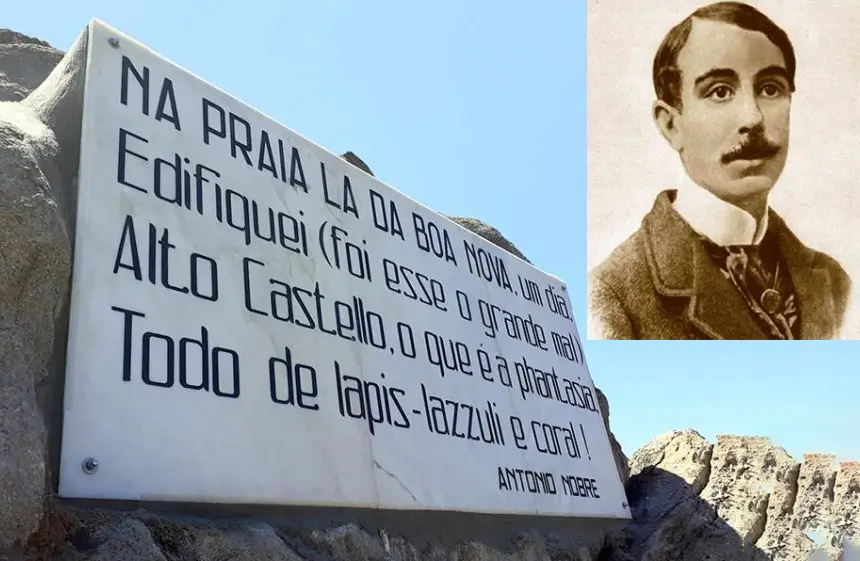 NA PRAIA LA DA BOA NOVA, um dia,
Edifiquei (foi esse o grande mal)
Alto Castello, o que é a phantasia,
Todo de lapis-lazzuli e coral!
ANTONIO NOBRE